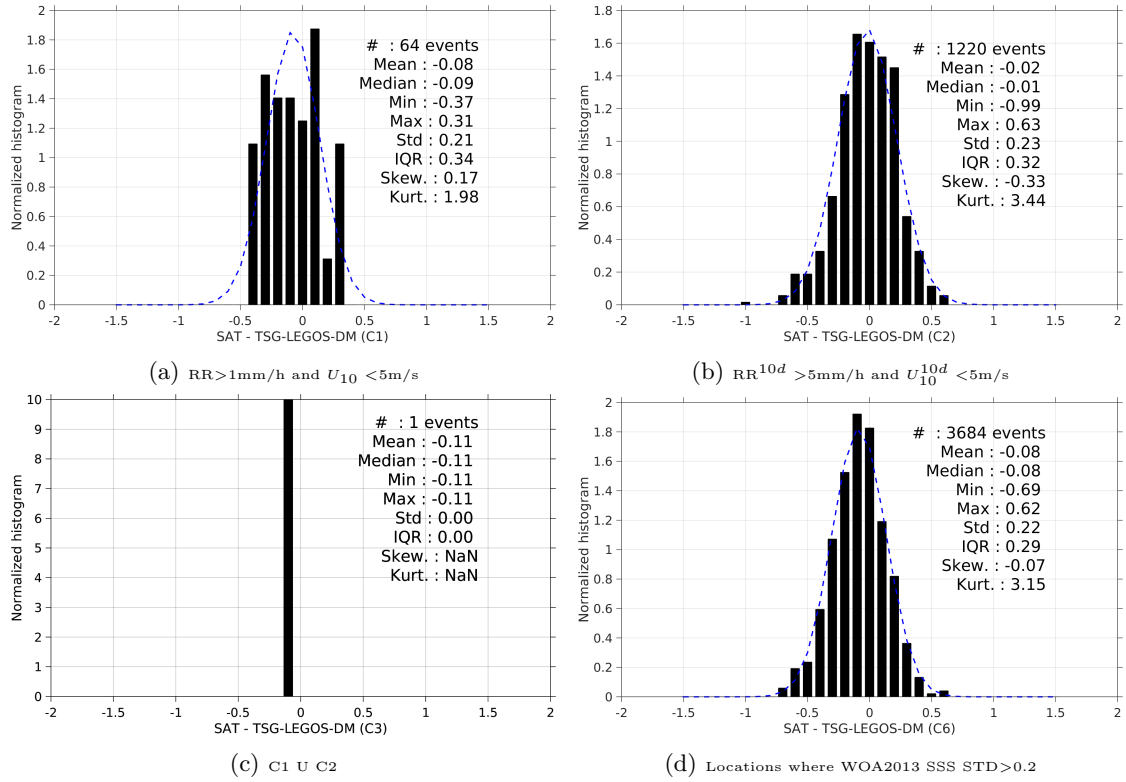 2
1.8
1.6
1.4
1.2
1
0.8
0.6
0.4
0.2
0
Normalized histogram
# : 64 events
Mean : -0.08
Median : -0.09
Min : -0.37
Max : 0.31
Std : 0.21
IQR : 0.34
Skew. : 0.17
Kurt. : 1.98
-2 -1.5 -1 -0.5 0 0.5 1 1.5 2
SAT - TSG-LEGOS-DM (C1)
(a) RR>1mm/h and U10 <5m/s
1.8
1.6
1.4
1.2
1
0.8
0.6
0.4
0.2
0
Normalized histogram
# : 1220 events
Mean : -0.02
Median : -0.01
Min : -0.99
Max : 0.63
Std : 0.23
IQR : 0.32
Skew. : -0.33
Kurt. : 3.44
-2 -1.5 -1 -0.5 0 0.5 1 1.5 2
SAT - TSG-LEGOS-DM (C2)
(b) RR^10d >5mm/h and U_10^10d <5m/s
10
9
8
7
6
5
4
3
2
1
0
Normalized histogram
# : 1 events
Mean : -0.11
Median : -0.11
Min : -0.11
Max : -0.11
Std : 0.00
IQR : 0.00
Skew. : NaN
Kurt. : NaN
-2 -1.5 -1 -0.5 0 0.5 1 1.5 2
SAT - TSG-LEGOS-DM (C3)
(c) C1 U C2
2
1.8
1.6
1.4
1.2
1
0.8
0.6
0.4
0.2
0
Normalized histogram
# : 3684 events
Mean : -0.08
Median : -0.08
Min : -0.69
Max : 0.62
Std : 0.22
IQR : 0.29
Skew. : -0.07
Kurt. : 3.15
-2 -1.5 -1 -0.5 0 0.5 1 1.5 2
SAT - TSG-LEGOS-DM (C6)
(d) Locations where WOA2013 SSS STD>0.2